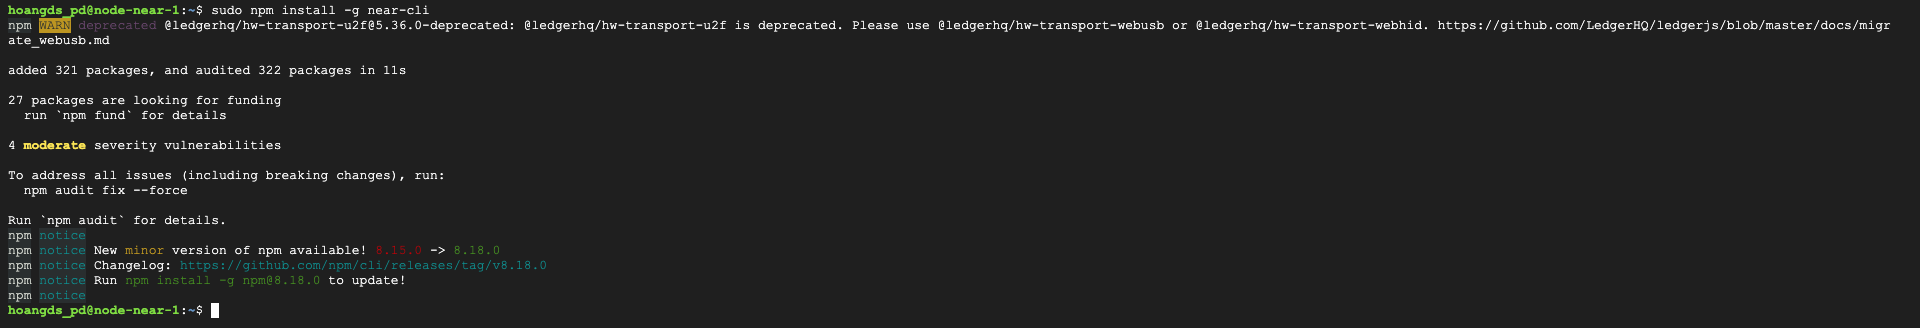 hoangds_pd@node-near-1:~$ sudo npm install -g near-cli
npm WARN deprecated @ledgerhq/hw-transport-u2f@5.36.0-deprecated: @ledgerhq/hw-transport-u2f is deprecated. Please use @ledgerhq/hw-transport-webusb or @ledgerhq/hw-transport-webhid. https://github.com/LedgerHQ/ledgerjs/blob/master/docs/migr
ate_webusb.md
added 321 packages, and audited 322 packages in 11s
27 packages are looking for funding
  run `npm fund` for details
4 moderate severity vulnerabilities
To address all issues (including breaking changes), run:
  npm audit fix --force
Run `npm audit` for details.
npm notice
npm notice New minor version of npm available! 8.15.0 -> 8.18.0
npm notice Changelog: https://github.com/npm/cli/releases/tag/v8.18.0
npm notice Run npm install -g npm@8.18.0 to update!
npm notice
hoangds_pd@node-near-1:~$